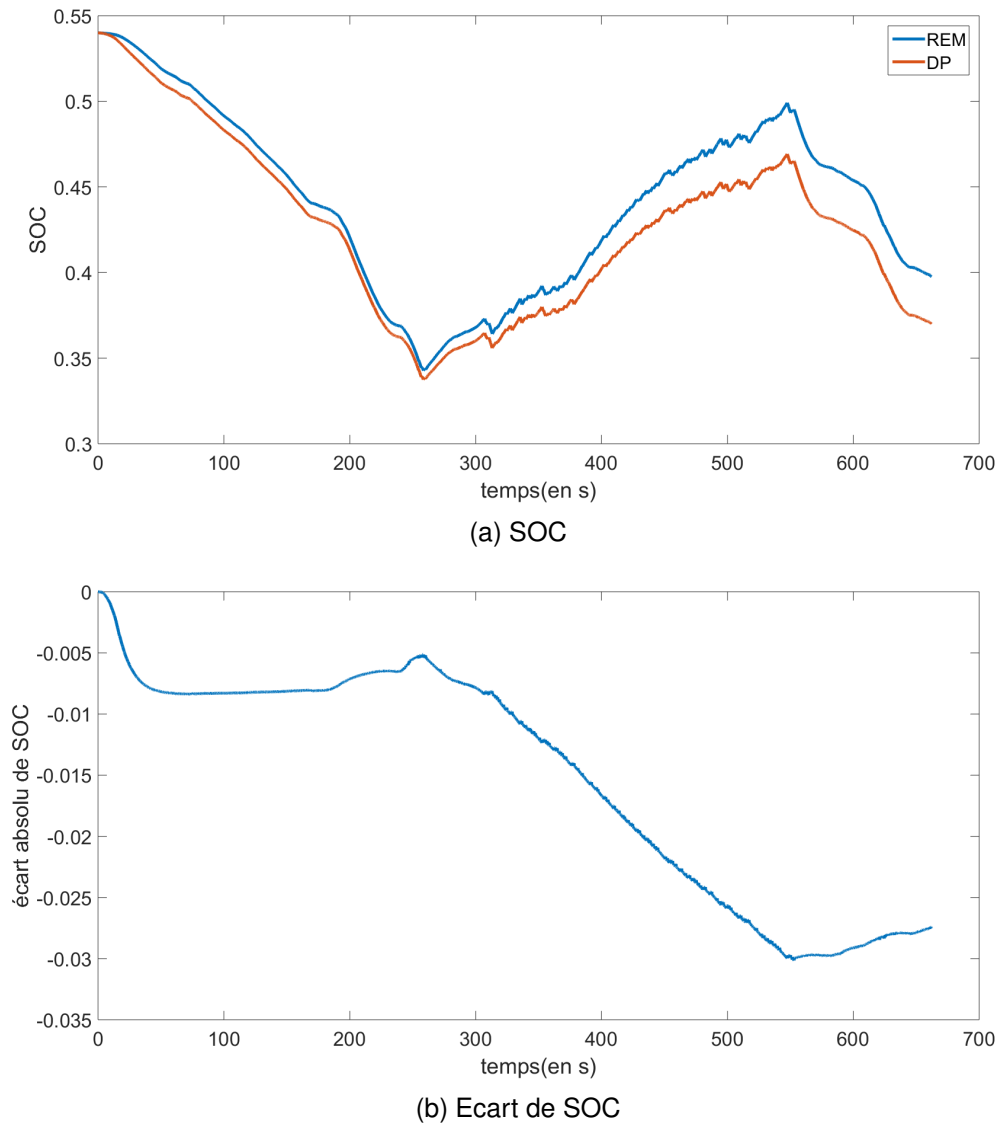 0.55
REM
DP
0.5
0.45
SOC
0.4
0.35
0.3
0 100 200 300 400 500 600 700
temps(en s)
(a) SOC
0
-0.005
-0.01
-0.015
écart absolu de SOC
-0.02
-0.025
-0.03
-0.035
0 100 200 300 400 500 600 700
temps(en s)
(b) Ecart de SOC